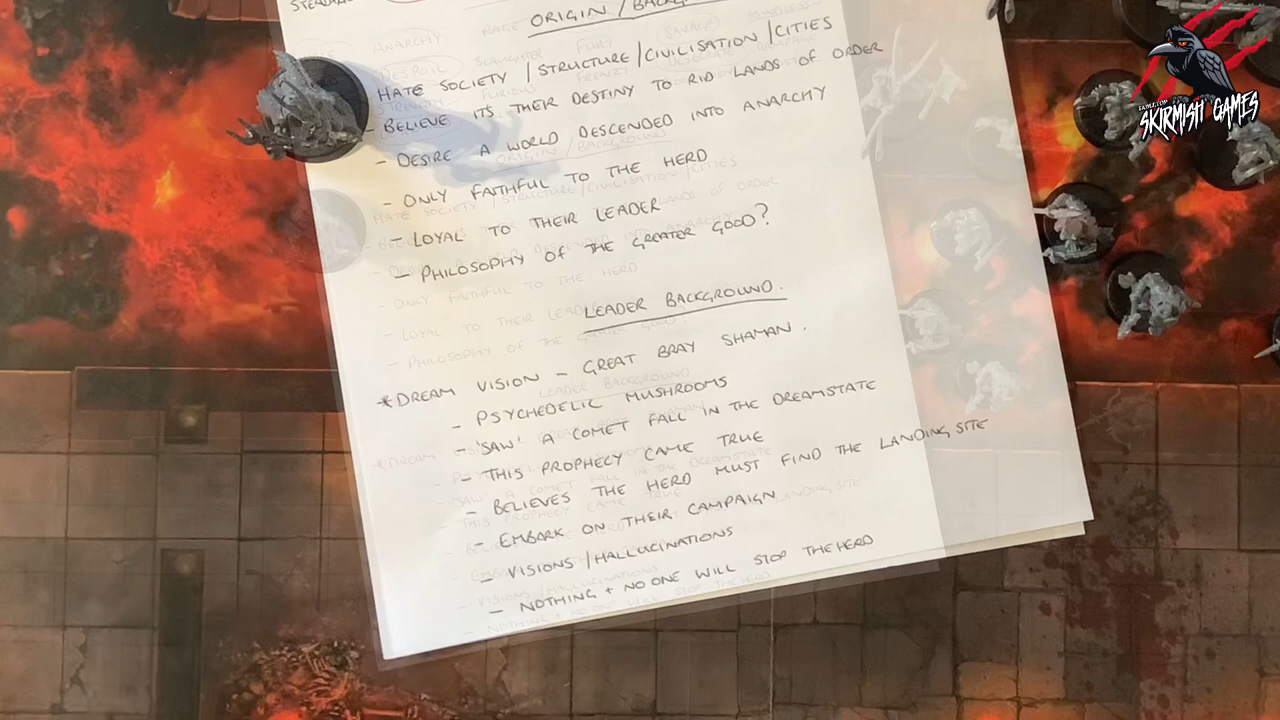 ORIGIN /
HATE SOCIETY / STRUCTURE / CIVILISATION / CITIES
- BELIEVE ITS THEIR DESTINY TO RID LANDS OF ORDER
- DESIRE A WORLD DESCENDED INTO ANARCHY
- ONLY FAITHFUL TO THE HERD
- LOYAL TO THEIR LEADER
- PHILOSOPHY OF THE GREATER GOOD?
LEADER BACKGROUND.
*DREAM VISION - GREAT BRAY SHAMAN.
- PSYCHEDELIC MUSHROOMS
- 'SAW' A COMET FALL IN THE DREAMSTATE
- THIS PROPHECY CAME TRUE
- BELIEVES THE HERD MUST FIND THE LANDING SITE
- EMBARK ON THEIR CAMPAIGN
- VISIONS / HALLUCINATIONS
- NOTHING + NO ONE WILL STOP THE HERD
TABLETOP
SKIRMISH GAMES